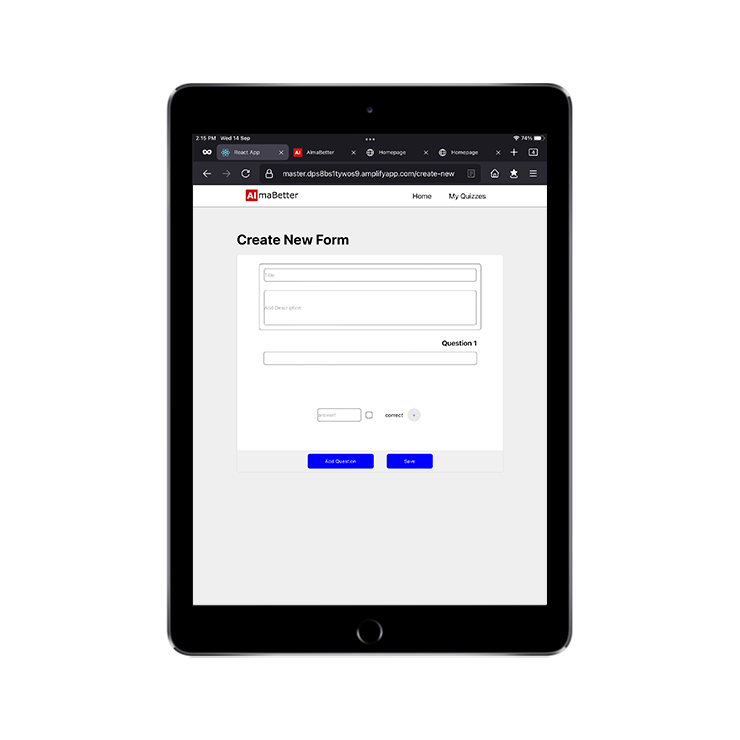 2:15 PM Wed 14 Sep 74%
React App AlmaBetter Homepage Homepage 4
master.dps8bs1tywos9.amplifyapp.com/create-new
AlmaBetter Home My Quizzes
Create New Form
Title
Add Description
Question 1
answer1 correct +
Add Question Save